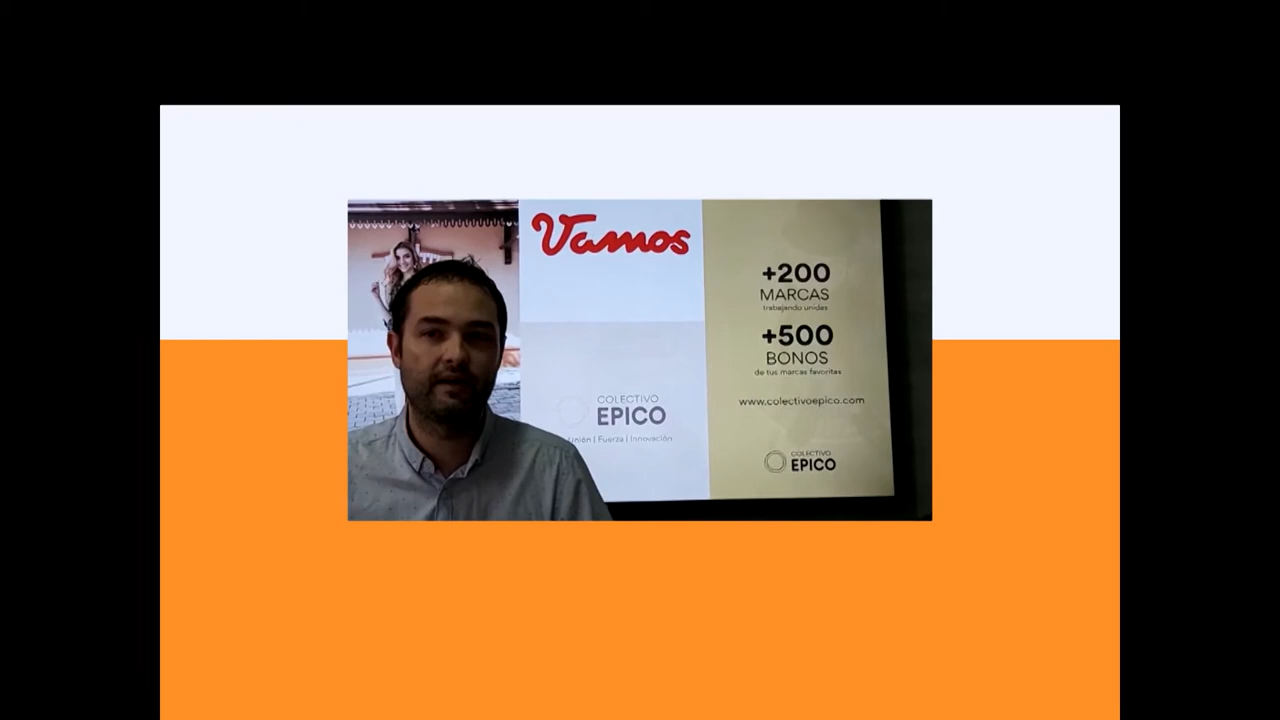 Vamos
COLECTIVO
EPICO
Unión | Fuerza | Innovación
+200
MARCAS
trabajando unidas
+500
BONOS
de tus marcas favoritas
www.colectivoepico.com
COLECTIVO
EPICO